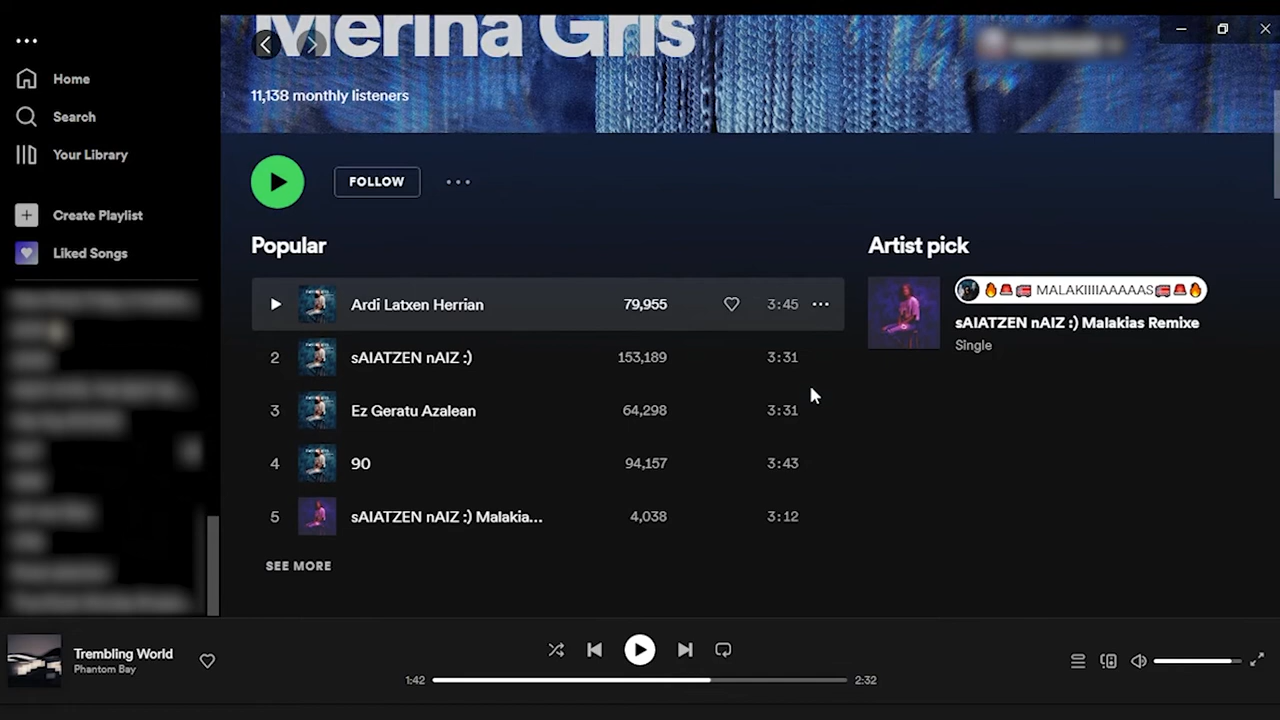 Merina Gris
11,138 monthly listeners
Home
Search
Your Library
Create Playlist
Liked Songs
FOLLOW
Popular
Ardi Latxen Herrian 79,955 3:45
2 sAIATZEN nAIZ :) 153,189 3:31
3 Ez Geratu Azalean 64,298 3:31
4 90 94,157 3:43
5 sAIATZEN nAIZ :) Malakia... 4,038 3:12
SEE MORE
Artist pick
🔥🚨🚒 MALAKIIIIAAAAAS🚒🚨🔥
sAIATZEN nAIZ :) Malakias Remixe
Single
Trembling World
Phantom Bay
1:42
2:32